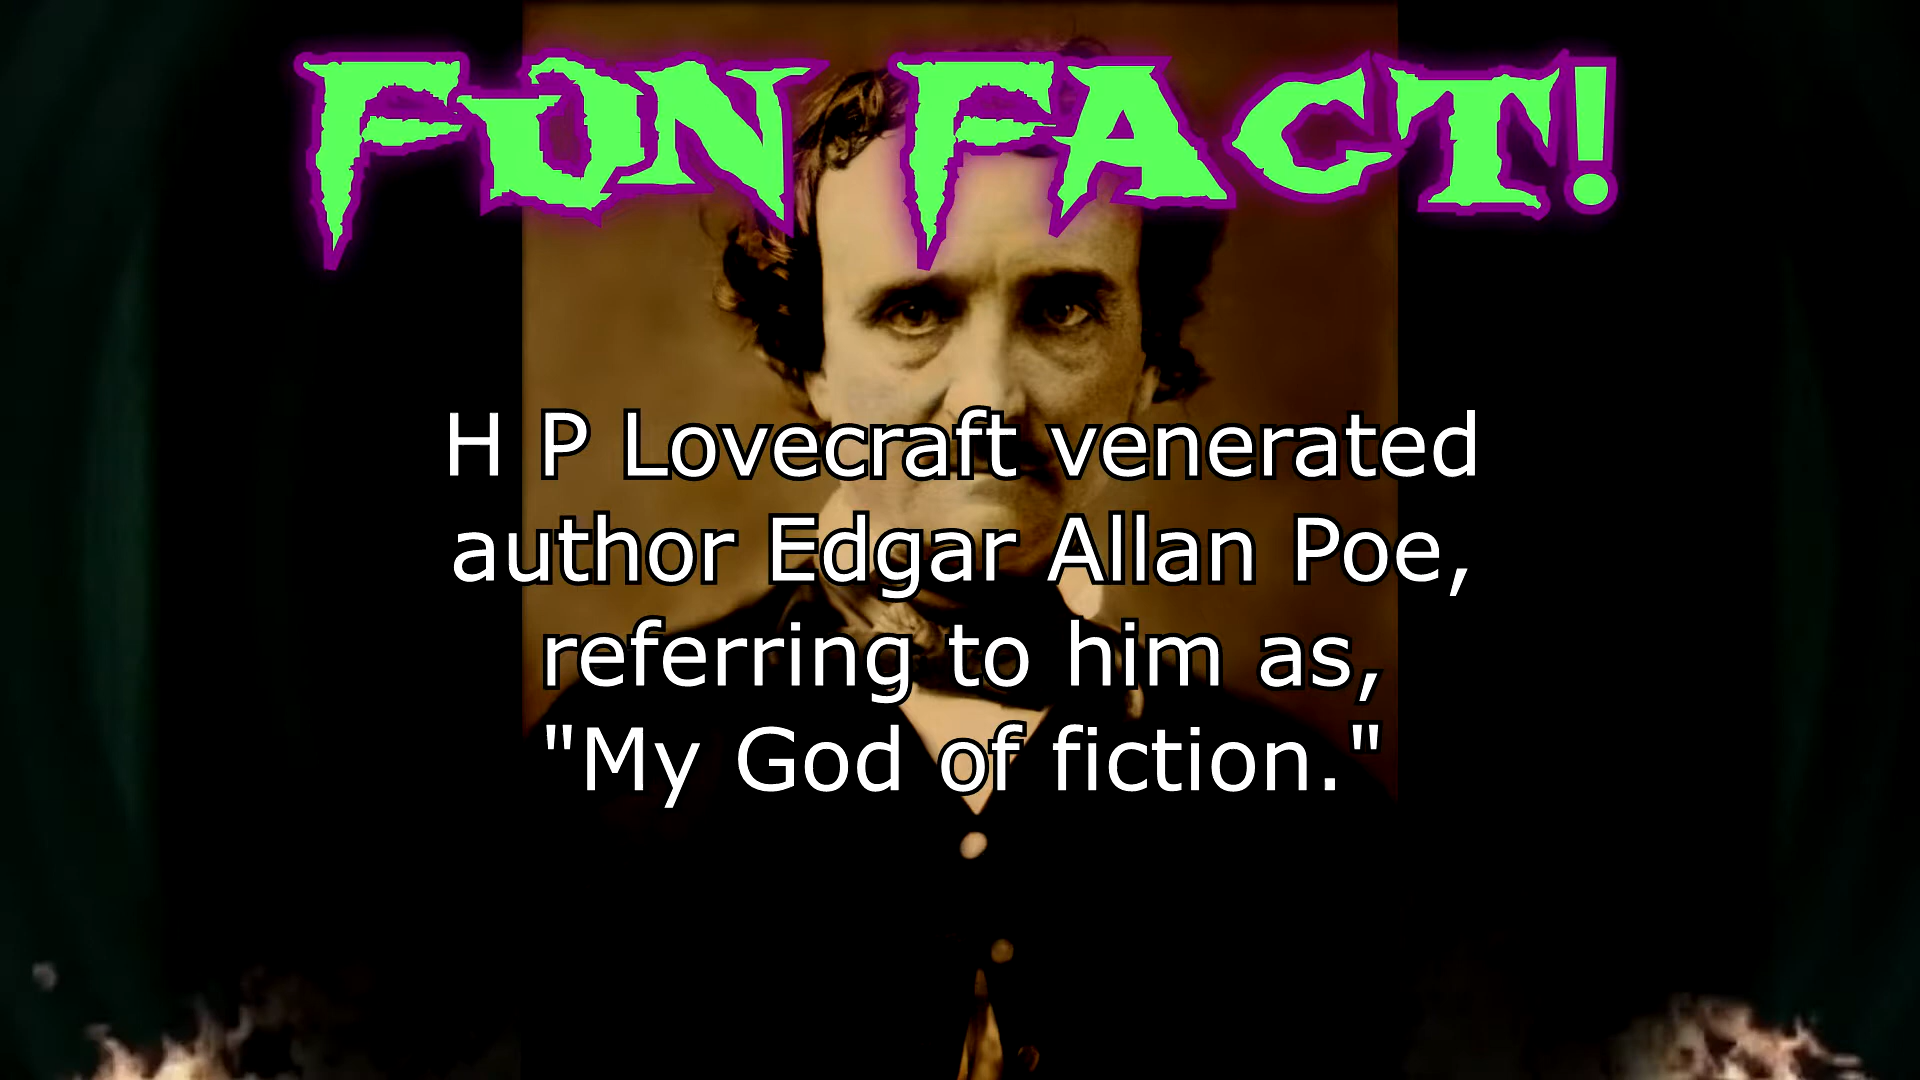 FUN FACT!
H P Lovecraft venerated
author Edgar Allan Poe,
referring to him as,
"My God of fiction."